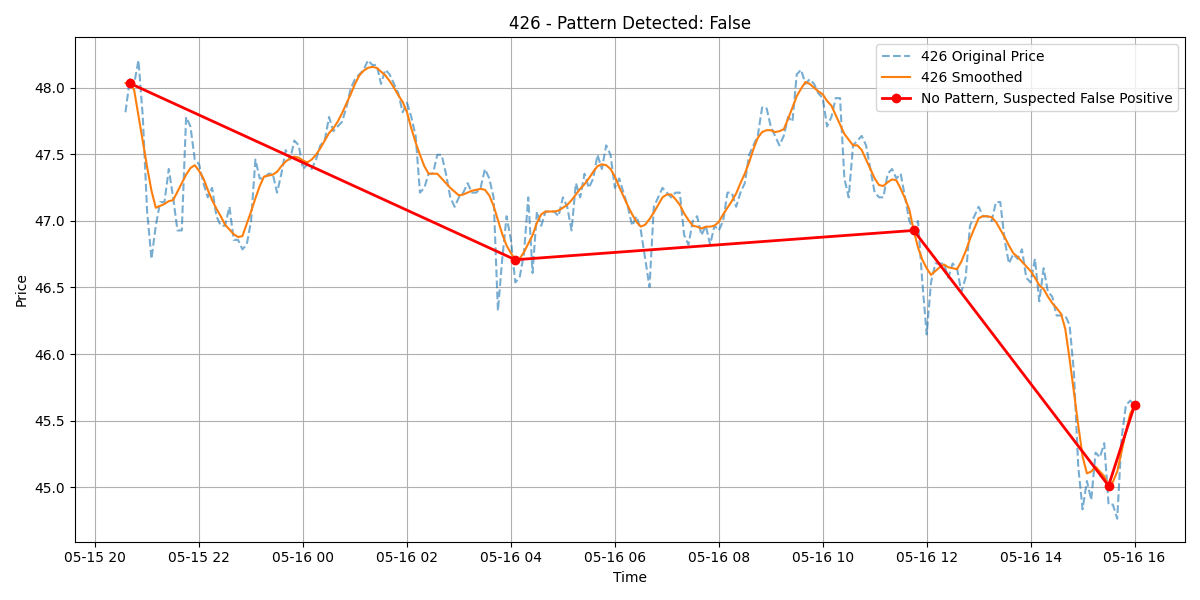 426 - Pattern Detected: False
426 Original Price
426 Smoothed
No Pattern, Suspected False Positive
Price
48.0
47.5
47.0
46.5
46.0
45.5
45.0
05-15 20 05-15 22 05-16 00 05-16 02 05-16 04 05-16 06 05-16 08 05-16 10 05-16 12 05-16 14 05-16 16
Time